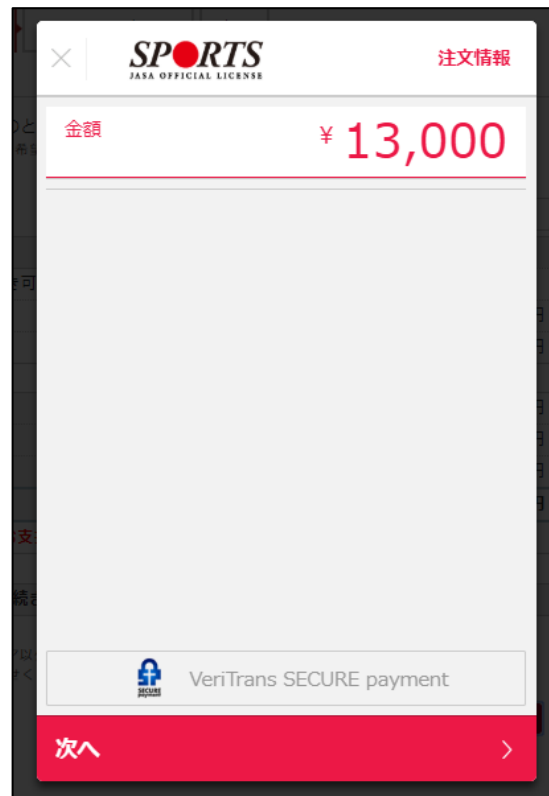 SPORTS
JASA OFFICIAL LICENSE
注文情報
金額
¥ 13,000
SECURE
payment
VeriTrans SECURE payment
次へ